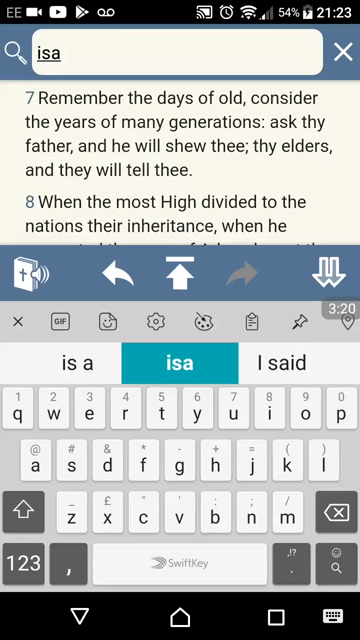 EE 54% 21:23
isa
7 Remember the days of old, consider
the years of many generations: ask thy
father, and he will shew thee; thy elders,
and they will tell thee.
8 When the most High divided to the
nations their inheritance, when he
3:20
GIF
is a isa I said
1 2 3 4 5 6 7 8 9 0
q w e r t y u i o p
@ # & * - + = ( )
a s d f g h j k l
_ £ " ' : ; /
z x c v b n m
123 , SwiftKey ,!? .